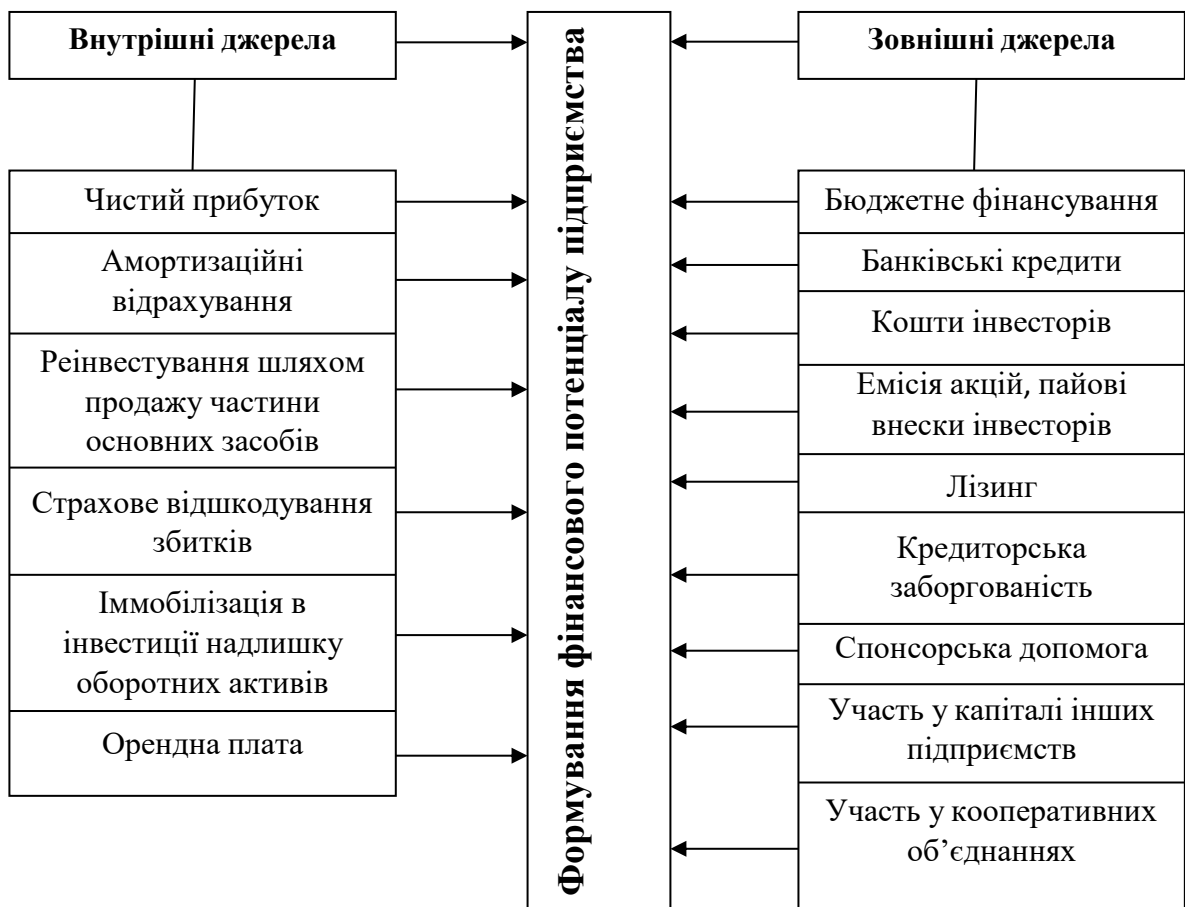 Внутрішні джерела
Чистий прибуток
Амортизаційні
відрахування
Реінвестування шляхом
продажу частини
основних засобів
Страхове відшкодування
збитків
Іммобілізація в
інвестиції надлишку
оборотних активів
Орендна плата
Формування фінансового потенціалу підприємства
Зовнішні джерела
Бюджетне фінансування
Банківські кредити
Кошти інвесторів
Емісія акцій, пайові
внески інвесторів
Лізинг
Кредиторська
заборгованість
Спонсорська допомога
Участь у капіталі інших
підприємств
Участь у кооперативних
об’єднаннях